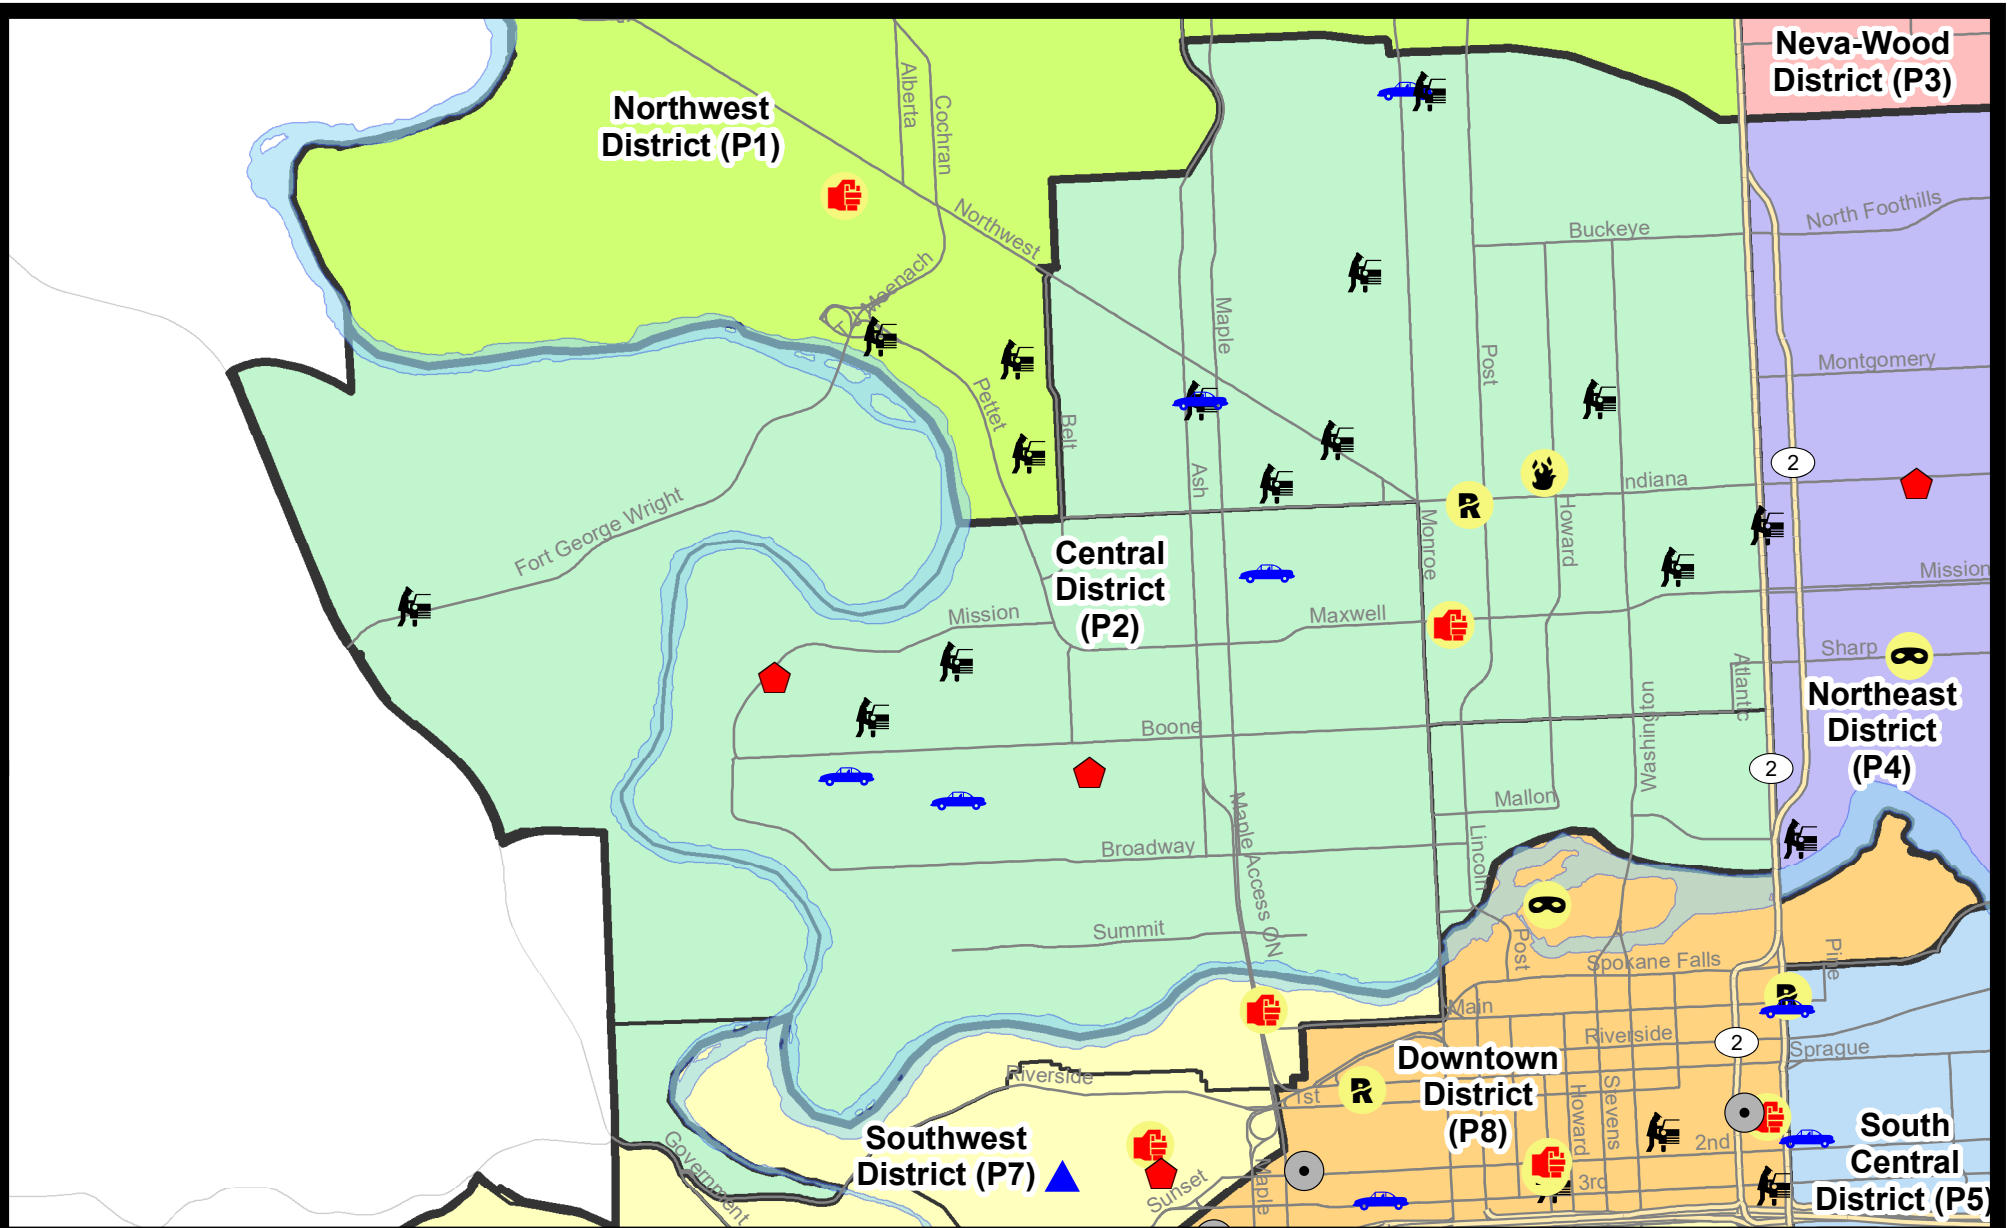 Neva-Wood
District (P3)
Northwest
District (P1)
Alberta
Cochran
Northwest
North Foothills
Buckeye
T J Meenach
Maple
Post
Montgomery
Pettet
Belt
2
Ash
Indiana
Fort George Wright
Monroe
Howard
Central
District
(P2)
Mission
Mission
Maxwell
Sharp
Atlantic
Washington
Northeast
District
(P4)
Boone
2
Mallon
Maple Access ON
Lincoln
Broadway
Summit
Post
Spokane Falls
Pine
R
R
Main
Riverside
2
Sprague
Riverside
Downtown
District
(P8)
R
1st
Howard
Stevens
2nd
3rd
South
Central
District (P5)
Southwest
District (P7)
Government
Sunset
Maple